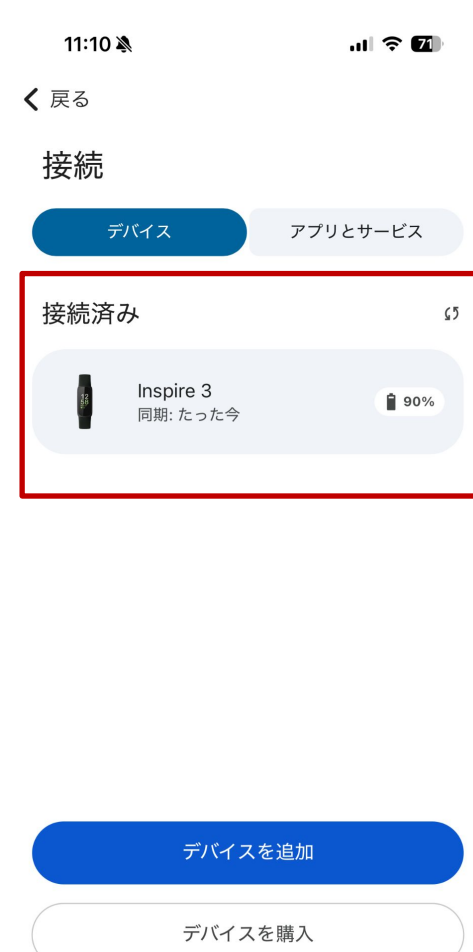 11:10
71
戻る
接続
デバイス
アプリとサービス
接続済み
Inspire 3
同期: たった今
90%
デバイスを追加
デバイスを購入